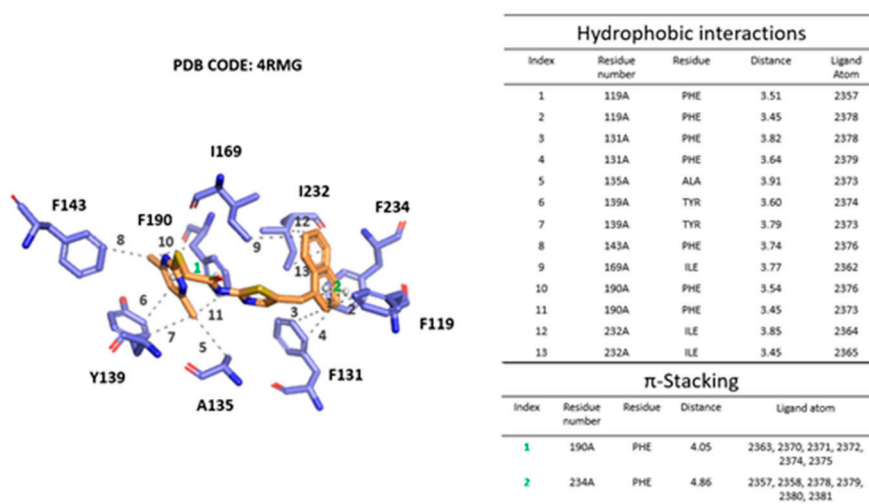 PDB CODE: 4RMG
I169
I232
F143
F190
F234
12
10
9
8
1
13
2
6
11
3
2
4
7
5
F119
Y139
F131
A135
Hydrophobic interactions
Index Residue number Residue Distance Ligand Atom
1 119A PHE 3.51 2357
2 119A PHE 3.45 2378
3 131A PHE 3.82 2378
4 131A PHE 3.64 2379
5 135A ALA 3.91 2373
6 139A TYR 3.60 2374
7 139A TYR 3.79 2373
8 143A PHE 3.74 2376
9 169A ILE 3.77 2362
10 190A PHE 3.54 2376
11 190A PHE 3.45 2373
12 232A ILE 3.85 2364
13 232A ILE 3.45 2365
π-Stacking
Index Residue number Residue Distance Ligand atom
1 190A PHE 4.05 2363, 2370, 2371, 2372,
2374, 2375
2 234A PHE 4.86 2357, 2358, 2378, 2379,
2380, 2381